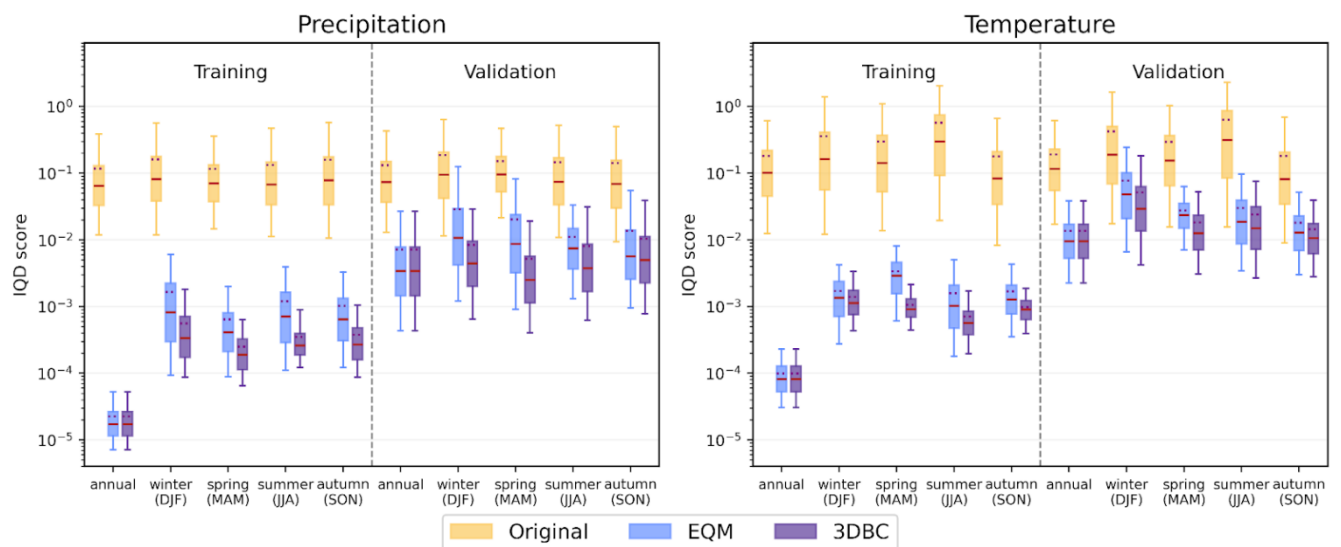 Precipitation
Training
Validation
IQD score
10⁰
10⁻¹
10⁻²
10⁻³
10⁻⁴
10⁻⁵
annual
winter
(DJF)
spring
(MAM)
summer
(JJA)
autumn
(SON)
annual
winter
(DJF)
spring
(MAM)
summer
(JJA)
autumn
(SON)
Temperature
Training
Validation
IQD score
10⁰
10⁻¹
10⁻²
10⁻³
10⁻⁴
10⁻⁵
annual
winter
(DJF)
spring
(MAM)
summer
(JJA)
autumn
(SON)
annual
winter
(DJF)
spring
(MAM)
summer
(JJA)
autumn
(SON)
Original
EQM
3DBC